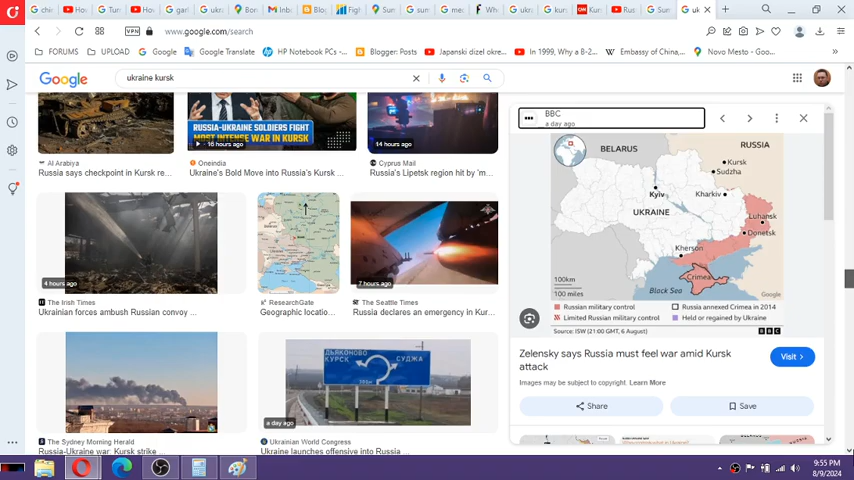 www.google.com/search
VPN
FORUMS
UPLOAD
Google
Google Translate
HP Notebook PCs - ...
Blogger: Posts
Japanski dizel okre...
In 1999, Why a B-2...
Embassy of China, ...
Novo Mesto - Goo...
Google
ukraine kursk
RUSSIA-UKRAINE SOLDIERS FIGHT
MOST INTENSE WAR IN KURSK
16 hours ago
14 hours ago
Al Arabiya
Russia says checkpoint in Kursk re...
Oneindia
Ukraine's Bold Move into Russia's Kursk ...
Cyprus Mail
Russia's Lipetsk region hit by 'm...
4 hours ago
7 hours ago
The Irish Times
Ukrainian forces ambush Russian convoy ...
ResearchGate
Geographic locatio...
The Seattle Times
Russia declares an emergency in Kur...
ДЬЯКОНОВО
КУРСК
СУДЖА
a day ago
The Sydney Morning Herald
Russia-Ukraine war: Kursk strike ...
Ukrainian World Congress
Ukraine launches offensive into Russia ...
BBC
a day ago
BELARUS
RUSSIA
Kursk
Sudzha
Kyiv
Kharkiv
UKRAINE
Luhansk
Donetsk
Kherson
Crimea
Black Sea
100km
100 miles
Google
Russian military control
Russia annexed Crimea in 2014
Limited Russian military control
Held or regained by Ukraine
Source: ISW (21:00 GMT, 6 August)
BBC
Zelensky says Russia must feel war amid Kursk
attack
Visit
Images may be subject to copyright. Learn More
Share
Save
9:55 PM
8/9/2024